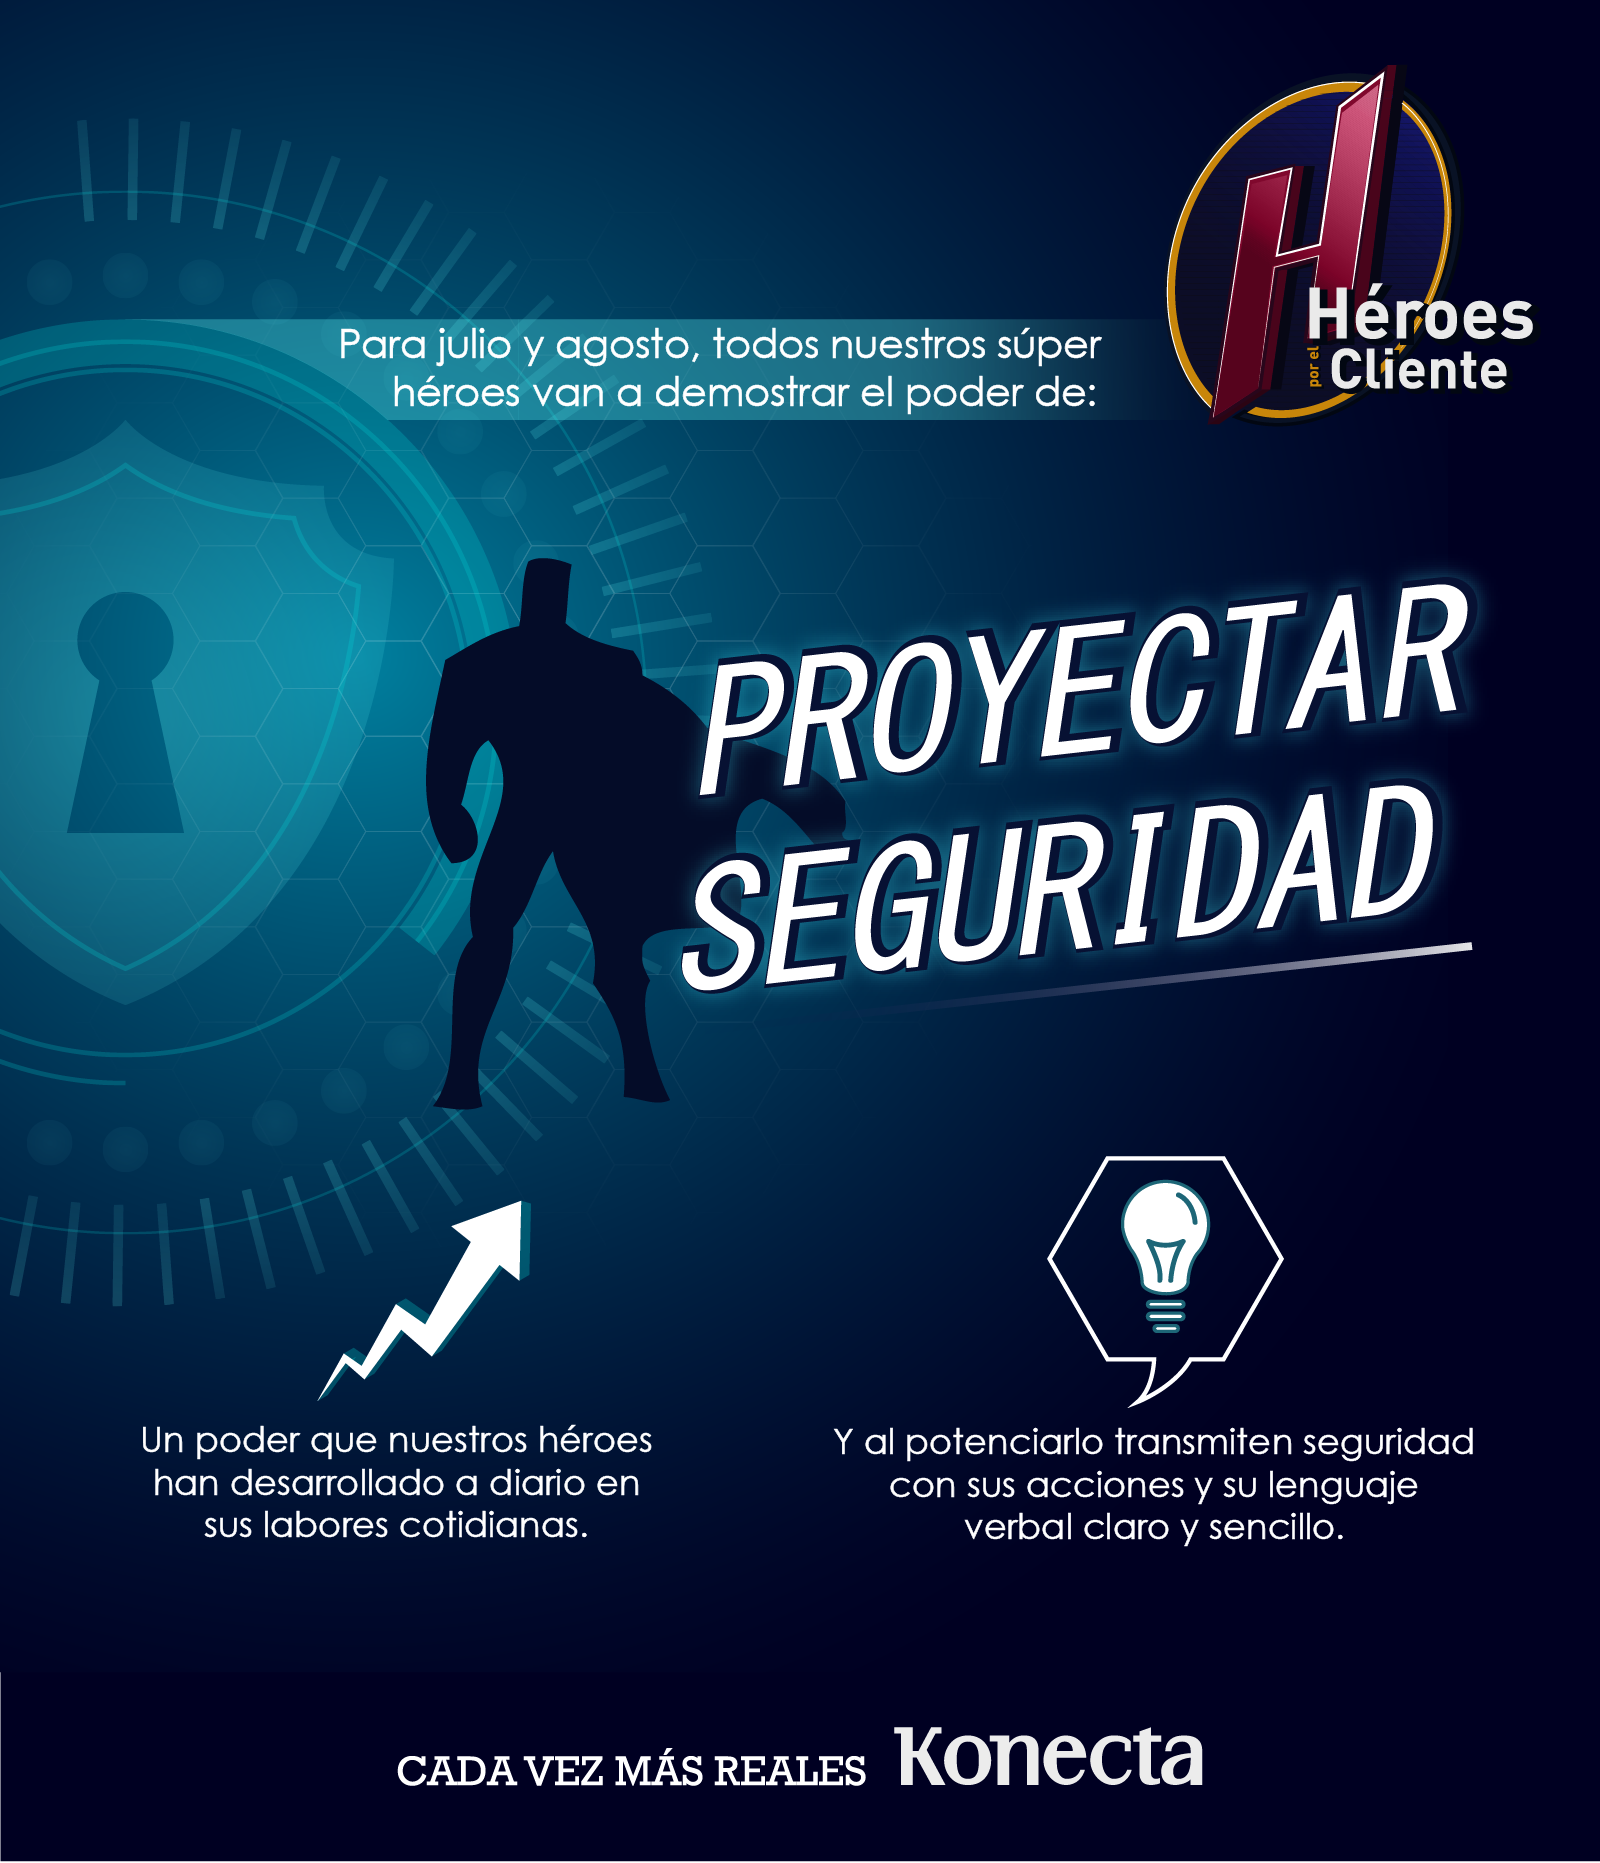 Para julio y agosto, todos nuestros súper
héroes van a demostrar el poder de:
H
Héroes
por el
Cliente
PROYECTAR
SEGURIDAD
Un poder que nuestros héroes
han desarrollado a diario en
sus labores cotidianas.
Y al potenciarlo transmiten seguridad
con sus acciones y su lenguaje
verbal claro y sencillo.
CADA VEZ MÁS REALES Konecta